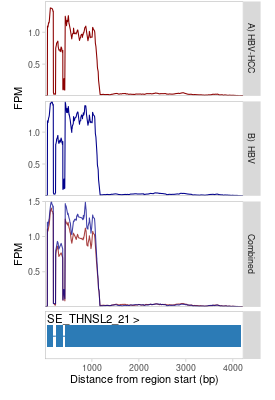 A) HBV-HCC
1.0
0.5
FPM
B) HBV
1.0
0.5
Combined
1.5
1.0
0.5
FPM
SE_THNSL2_21 >
1000 2000 3000 4000
Distance from region start (bp)